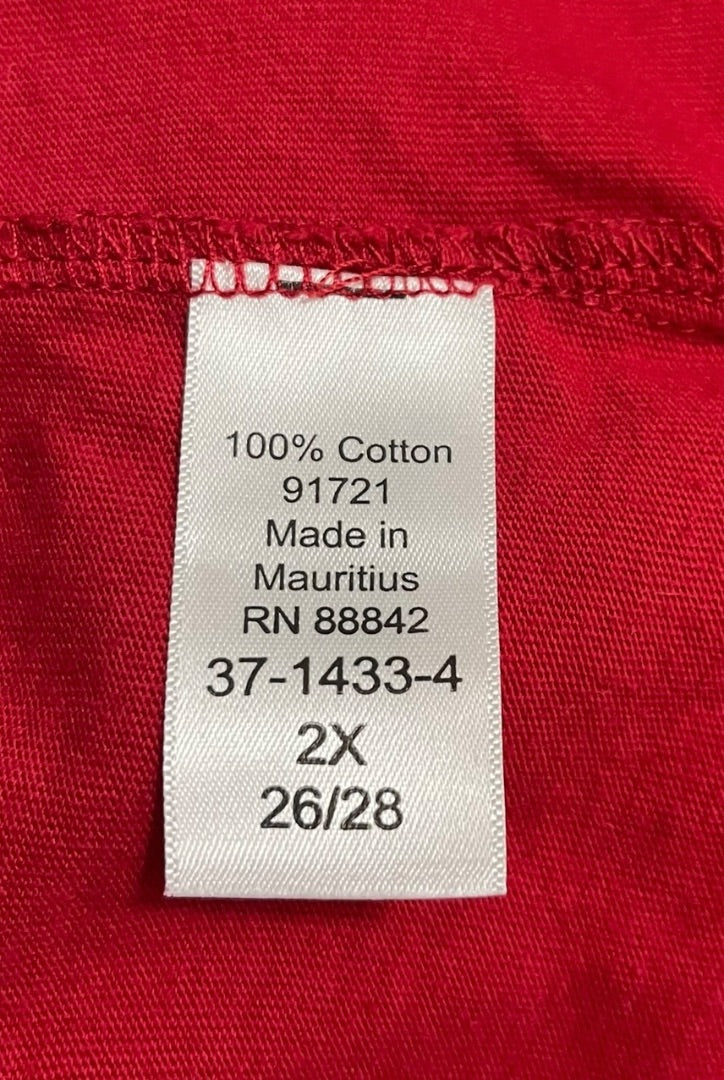 100% Cotton
91721
Made in
Mauritius
RN 88842
37-1433-4
2X
26/28